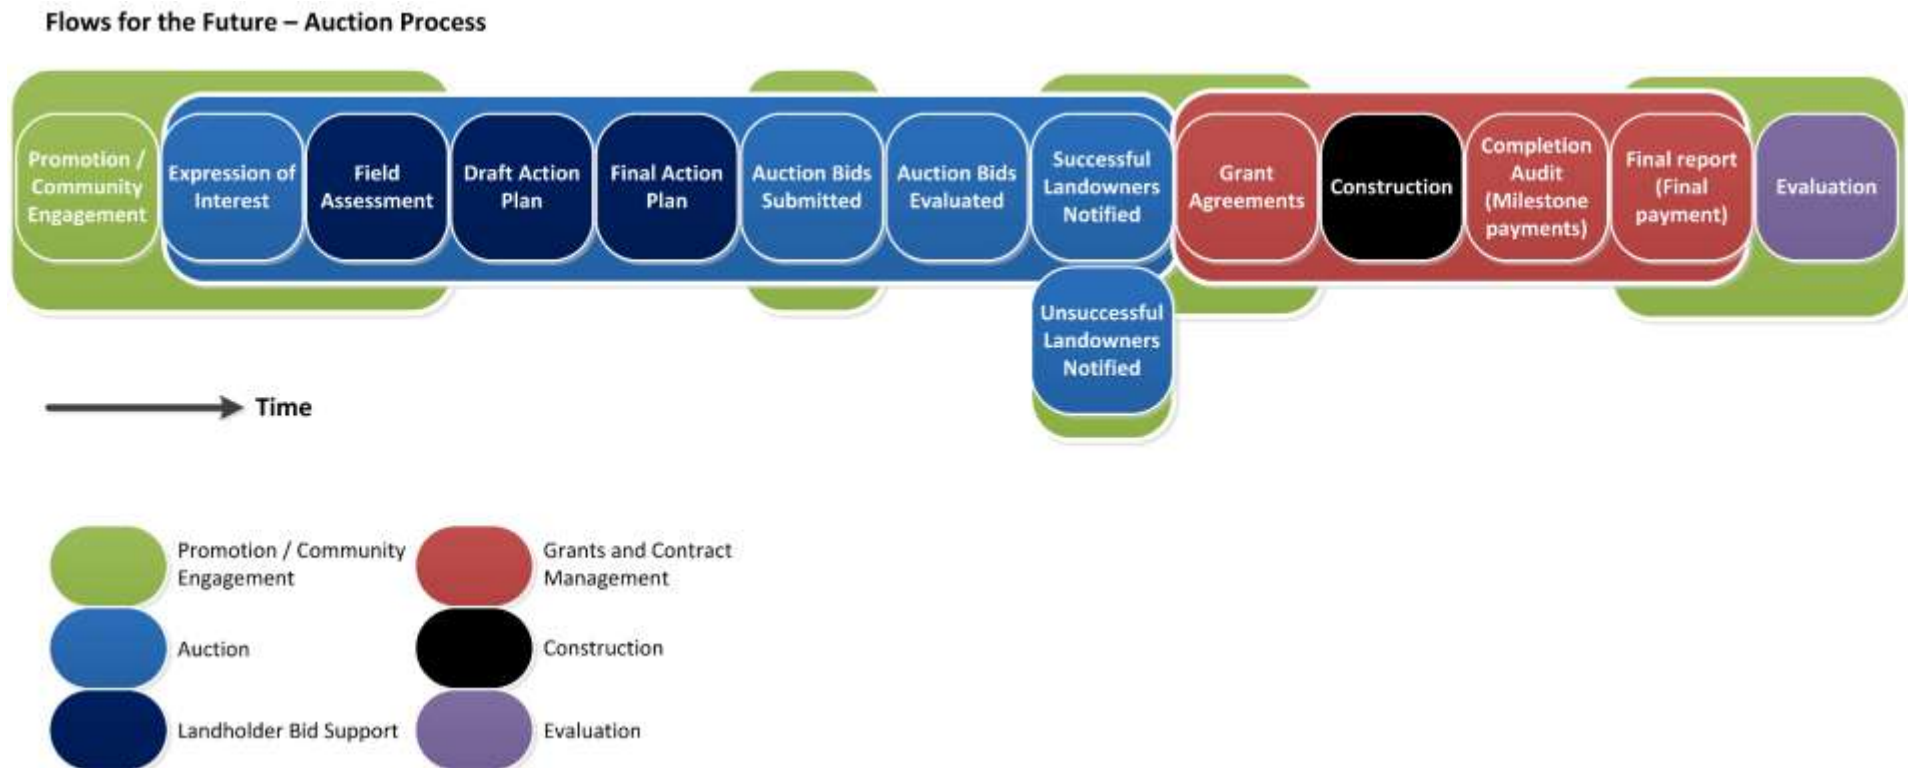 Flows for the Future – Auction Process
Promotion /
Community
Engagement
Expression of
Interest
Field
Assessment
Draft Action
Plan
Final Action
Plan
Auction Bids
Submitted
Auction Bids
Evaluated
Successful
Landowners
Notified
Grant
Agreements
Construction
Completion
Audit
(Milestone
payments)
Final report
(Final
payment)
Evaluation
Unsuccessful
Landowners
Notified
Time
Promotion / Community
Engagement
Grants and Contract
Management
Auction
Construction
Landholder Bid Support
Evaluation